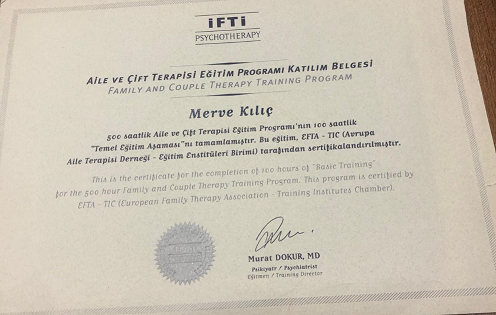 iFTi
PSYCHOTHERAPY
AİLE VE ÇİFT TERAPİSİ EĞİTİM PROGRAMI KATILIM BELGESİ
FAMILY AND COUPLE THERAPY TRAINING PROGRAM
Merve Kılıç
500 saatlik Aile ve Çift Terapisi Eğitim Programı'nın 100 saatlik
"Temel Eğitim Aşaması"nı tamamlamıştır. Bu eğitim, EFTA - TIC (Avrupa
Aile Terapisi Derneği - Eğitim Enstitüleri Birimi) tarafından sertifikalandırılmıştır.
This is the certificate for the completion of 100 hours of "Basic Training"
for the 500 hour Family and Couple Therapy Training Program. This program is certified by
EFTA - TIC (European Family Therapy Association - Training Institutes Chamber).
Murat DOKUR, MD
Psikiyatr / Psychiatrist
Eğitmen / Training Director